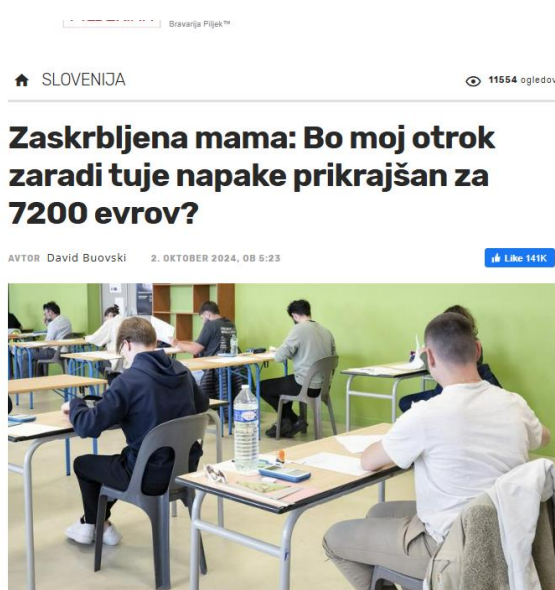 Bravarija Piljek™
SLOVENIJA
11554 ogledov
Zaskrbljena mama: Bo moj otrok
zaradi tuje napake prikrajšan za
7200 evrov?
AVTOR David Buovski 2. OKTOBER 2024, OB 5:23
Like 141K